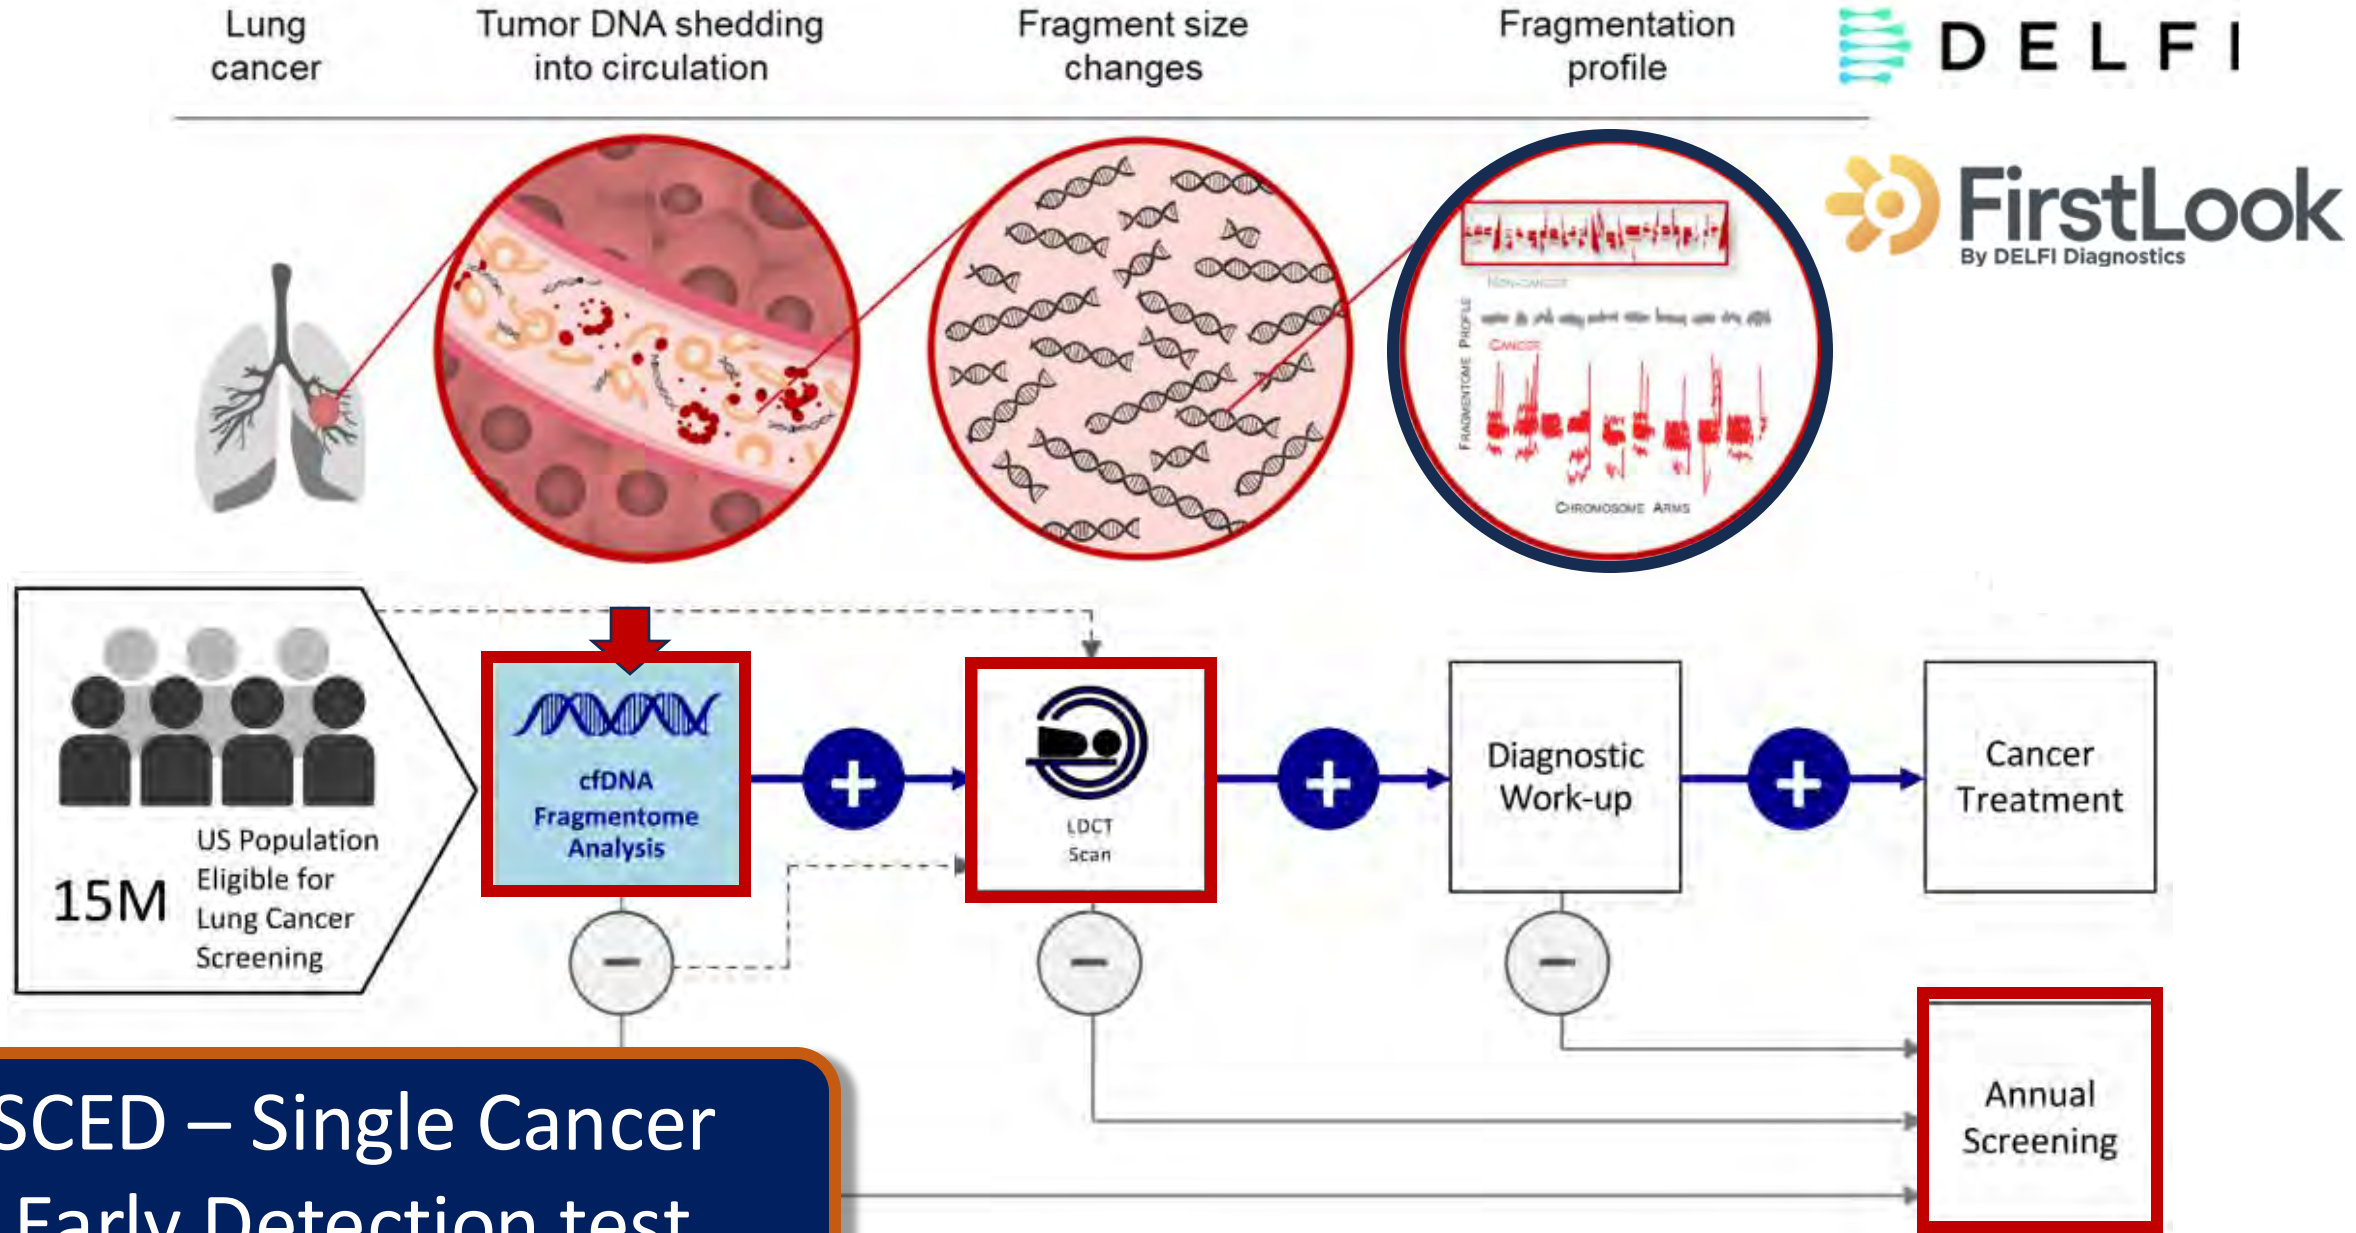 Lung
cancer
Tumor DNA shedding
into circulation
Fragment size
changes
Fragmentation
profile
DELFI
FirstLook
By DELFI Diagnostics
NON-CANCER
CANCER
FRAGMENTOME PROFILE
CHROMOSOME ARMS
15M
US Population
Eligible for
Lung Cancer
Screening
cfDNA
Fragmentome
Analysis
+
LDCT
Scan
+
Diagnostic
Work-up
+
Cancer
Treatment
−
−
−
Annual
Screening
SCED – Single Cancer
Early Detection test